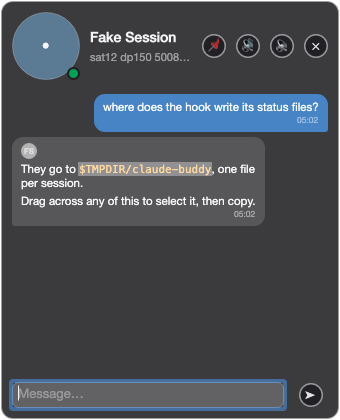 Fake Session
sat12 dp150 5008…
where does the hook write its status files?
05:02
FS
They go to $TMPDIR/claude-buddy, one file
per session.
Drag across any of this to select it, then copy.
05:02
Message…